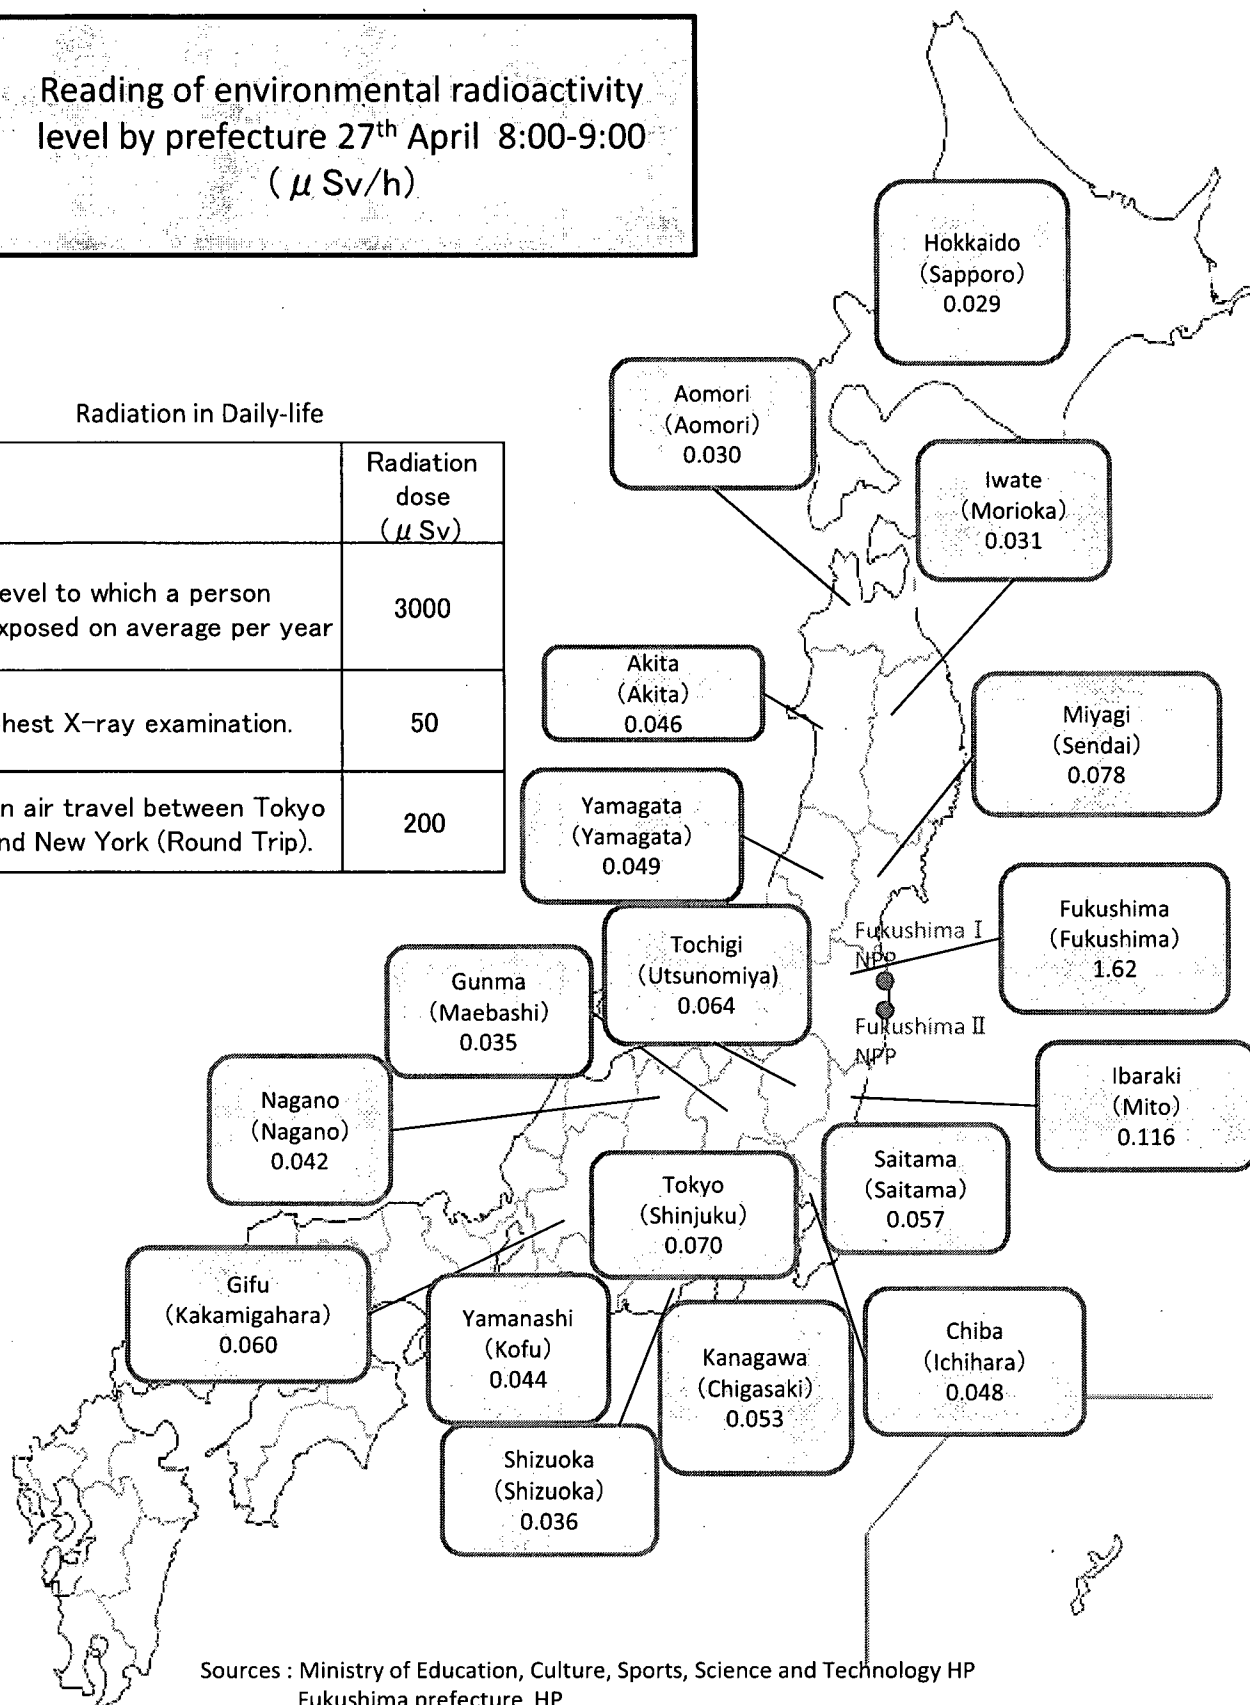 Reading of environmental radioactivity
level by prefecture 27th April 8:00-9:00
(μ Sv/h)
Hokkaido
(Sapporo)
0.029
Aomori
(Aomori)
0.030
Iwate
(Morioka)
0.031
Radiation in Daily-life
Radiation
dose
(μ Sv)
evel to which a person
xposed on average per year
3000
hest X-ray examination.
50
n air travel between Tokyo
nd New York (Round Trip).
200
Akita
(Akita)
0.046
Miyagi
(Sendai)
0.078
Yamagata
(Yamagata)
0.049
Fukushima
(Fukushima)
1.62
Fukushima Ⅰ
NPP
Fukushima Ⅱ
NPP
Tochigi
(Utsunomiya)
0.064
Gunma
(Maebashi)
0.035
Nagano
(Nagano)
0.042
Ibaraki
(Mito)
0.116
Saitama
(Saitama)
0.057
Tokyo
(Shinjuku)
0.070
Gifu
(Kakamigahara)
0.060
Yamanashi
(Kofu)
0.044
Kanagawa
(Chigasaki)
0.053
Chiba
(Ichihara)
0.048
Shizuoka
(Shizuoka)
0.036
Sources : Ministry of Education, Culture, Sports, Science and Technology HP
Fukushima prefecture HP